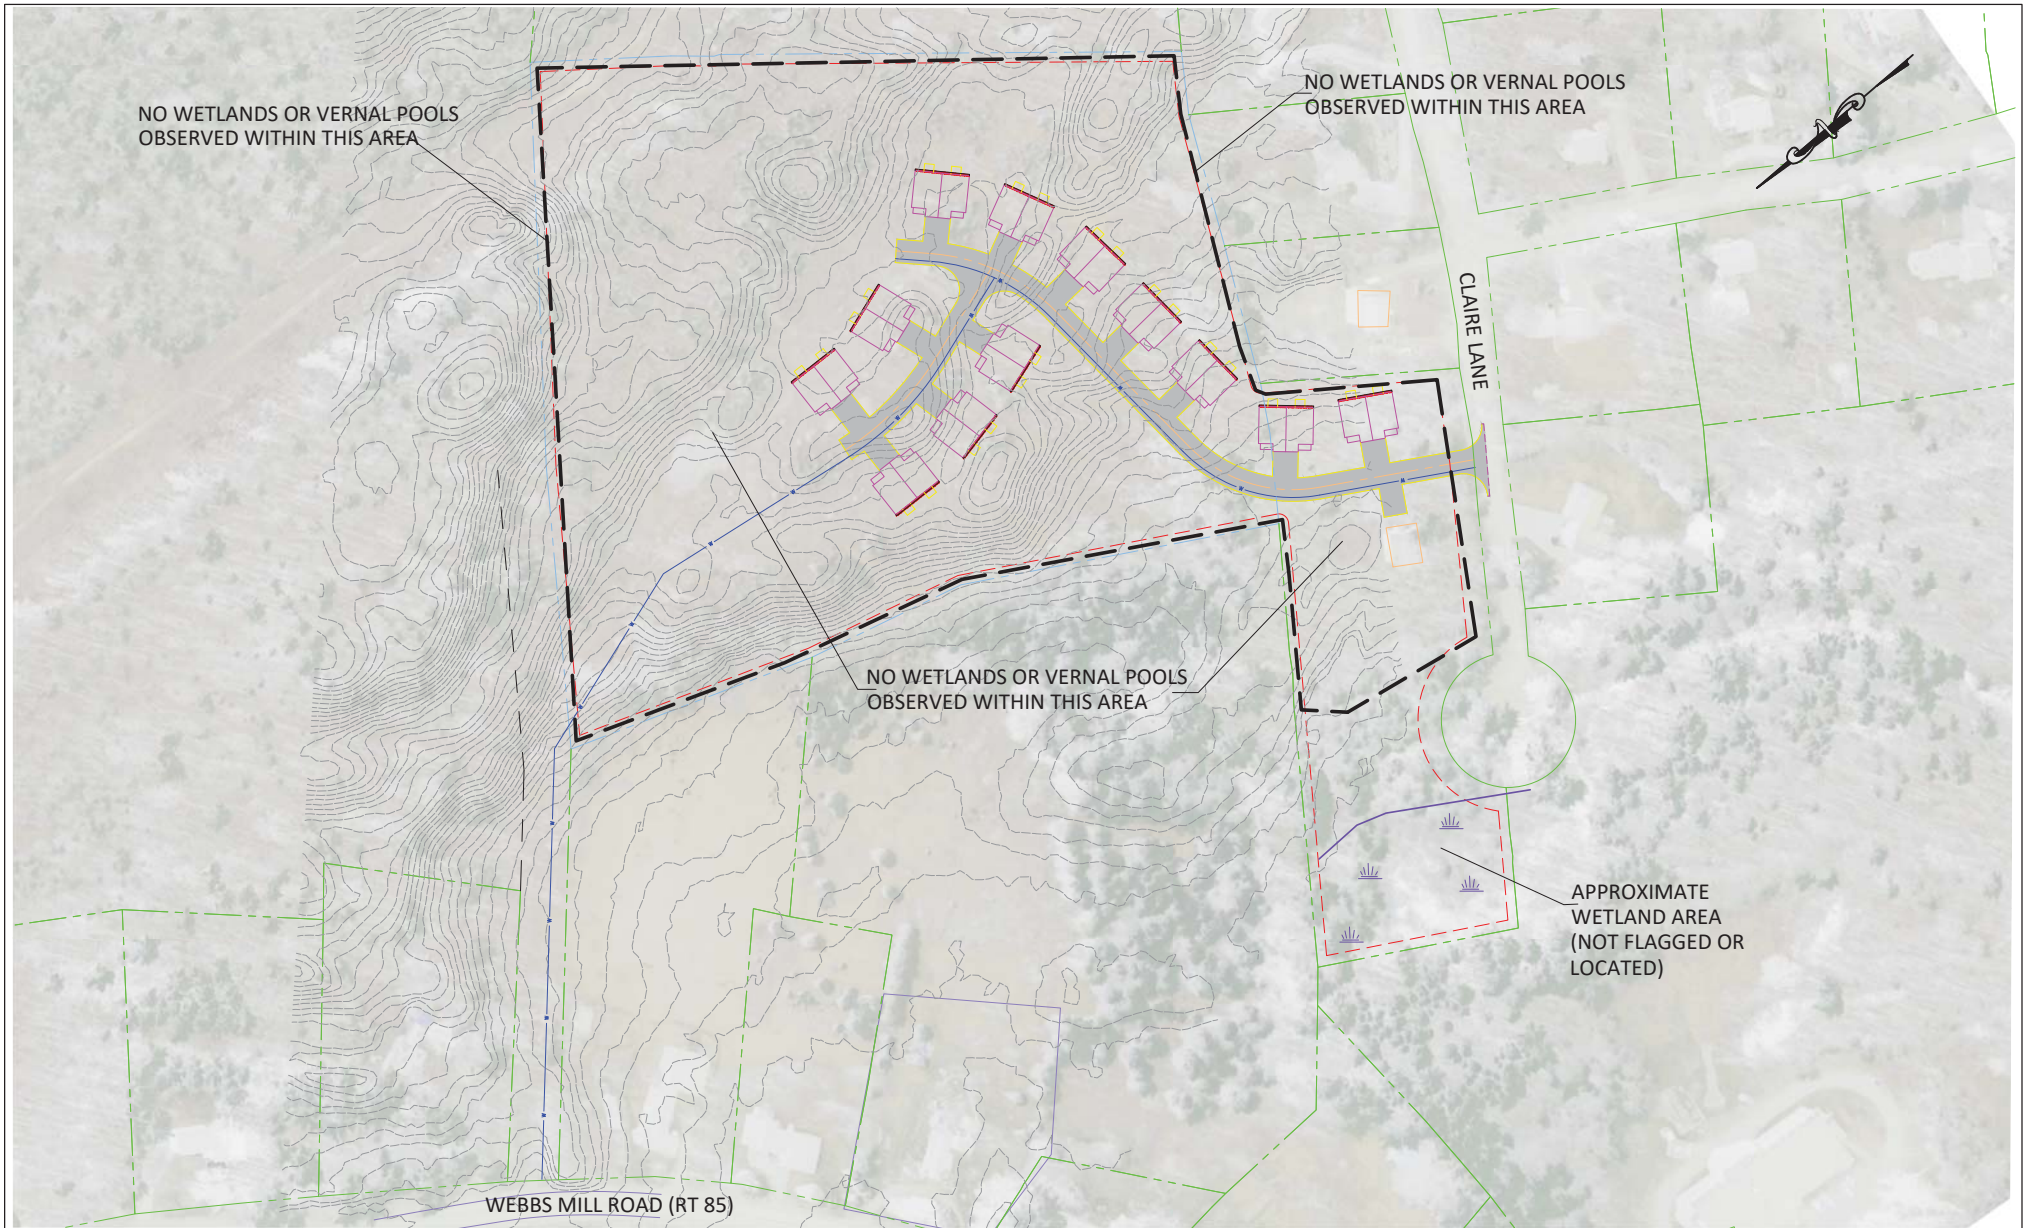 NO WETLANDS OR VERNAL POOLS
OBSERVED WITHIN THIS AREA
NO WETLANDS OR VERNAL POOLS
OBSERVED WITHIN THIS AREA
CLAIRE LANE
NO WETLANDS OR VERNAL POOLS
OBSERVED WITHIN THIS AREA
APPROXIMATE
WETLAND AREA
(NOT FLAGGED OR
LOCATED)
WEBBS MILL ROAD (RT 85)